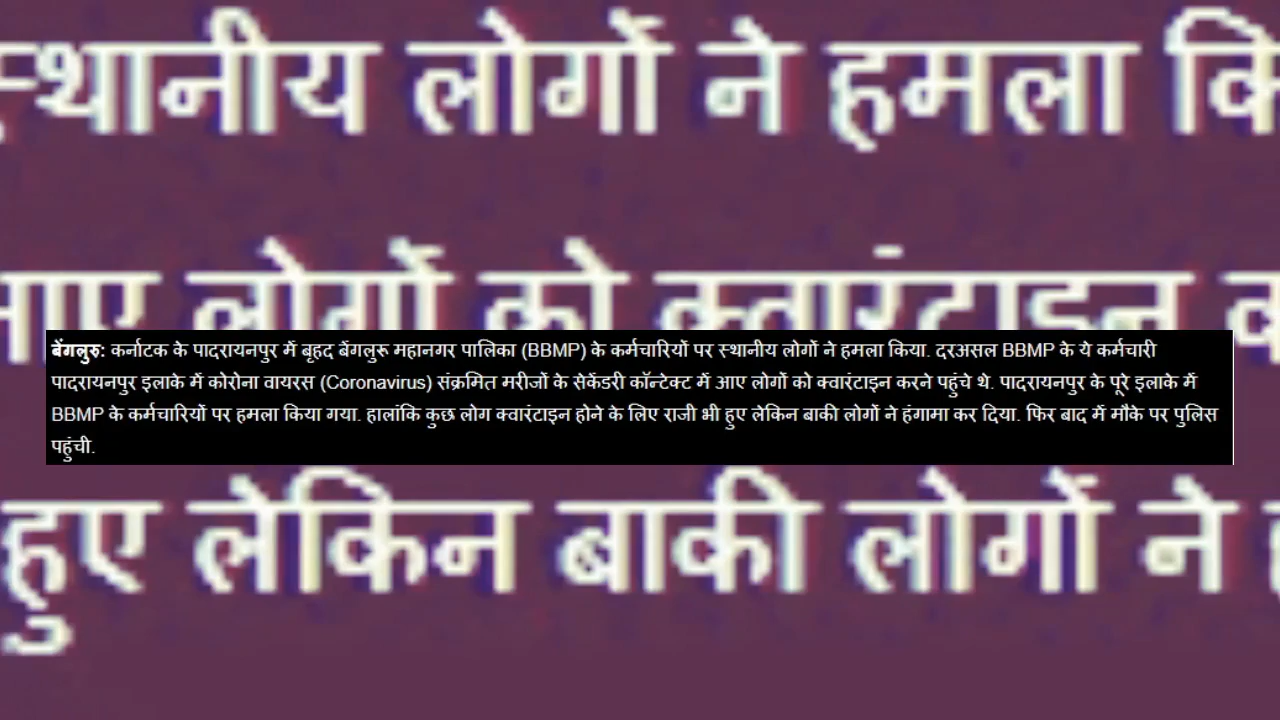 स्थानीय लोगों ने हमला कि
आए लोगों को क्वारंटाइन क
बेंगलुरु: कर्नाटक के पादरायनपुर में बृहद बेंगलुरू महानगर पालिका (BBMP) के कर्मचारियों पर स्थानीय लोगों ने हमला किया. दरअसल BBMP के ये कर्मचारी
पादरायनपुर इलाके में कोरोना वायरस (Coronavirus) संक्रमित मरीजों के सेकेंडरी कॉन्टेक्ट में आए लोगों को क्वारंटाइन करने पहुंचे थे. पादरायनपुर के पूरे इलाके में
BBMP के कर्मचारियों पर हमला किया गया. हालांकि कुछ लोग क्वारंटाइन होने के लिए राजी भी हुए लेकिन बाकी लोगों ने हंगामा कर दिया. फिर बाद में मौके पर पुलिस
पहुंची.
हुए लेकिन बाकी लोगों ने